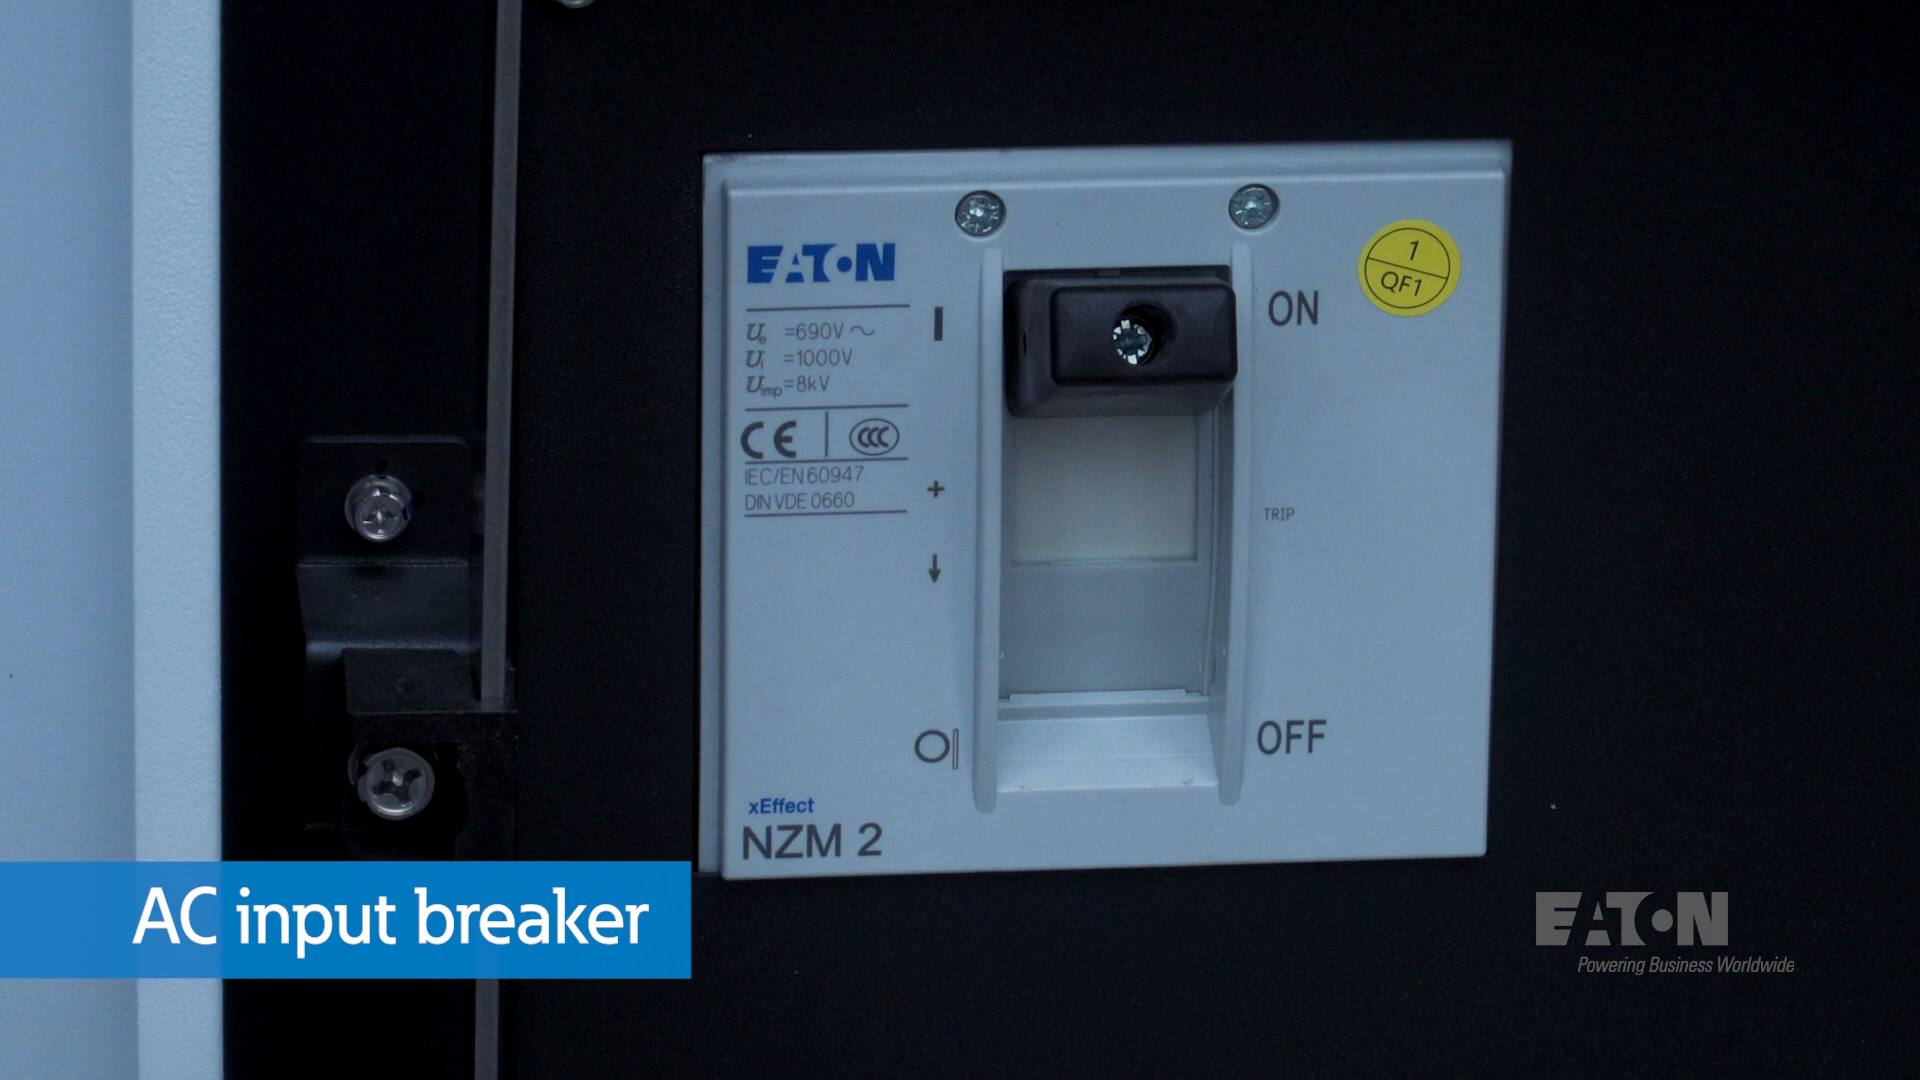 EATON
Ue =690V ~
Ui =1000V
Uimp=8kV
CE CCC
IEC/EN 60947
DIN VDE 0660
I
+
O
ON
TRIP
OFF
1
QF1
xEffect
NZM 2
AC input breaker
EATON
Powering Business Worldwide